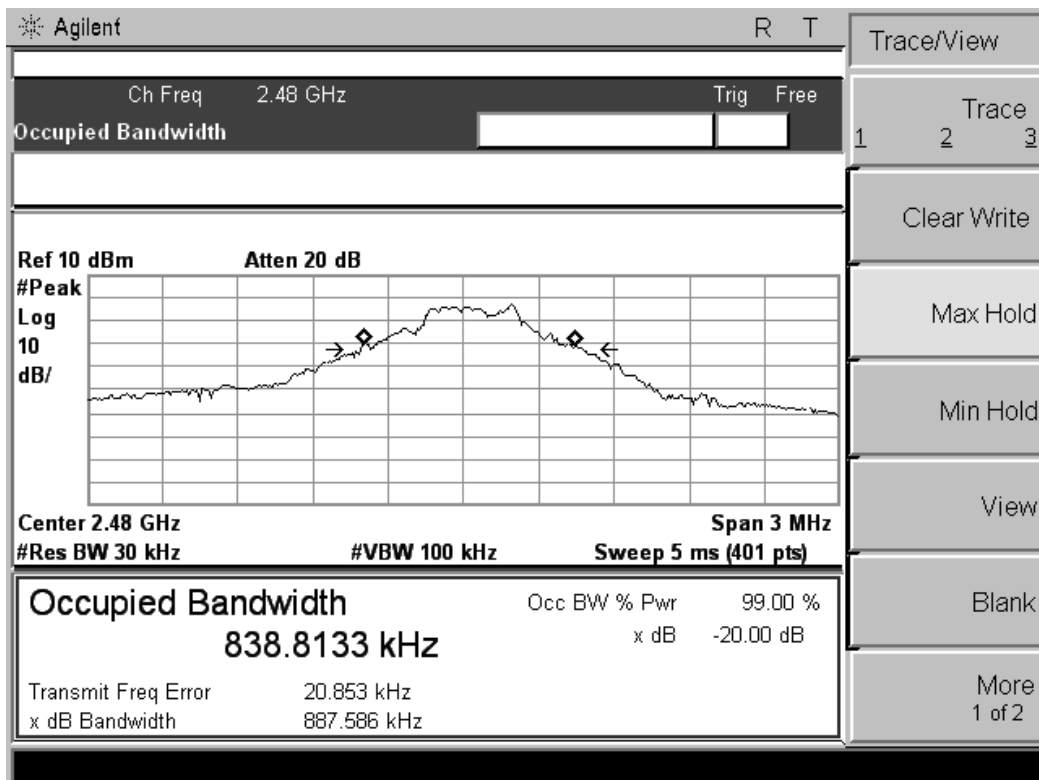 Agilent R T
Ch Freq 2.48 GHz Trig Free
Occupied Bandwidth
Ref 10 dBm Atten 20 dB
#Peak
Log
10
dB/
Center 2.48 GHz Span 3 MHz
#Res BW 30 kHz #VBW 100 kHz Sweep 5 ms (401 pts)
Occupied Bandwidth Occ BW % Pwr 99.00 %
838.8133 kHz x dB -20.00 dB
Transmit Freq Error 20.853 kHz
x dB Bandwidth 887.586 kHz
Trace/View
Trace
1 2 3
Clear Write
Max Hold
Min Hold
View
Blank
More
1 of 2